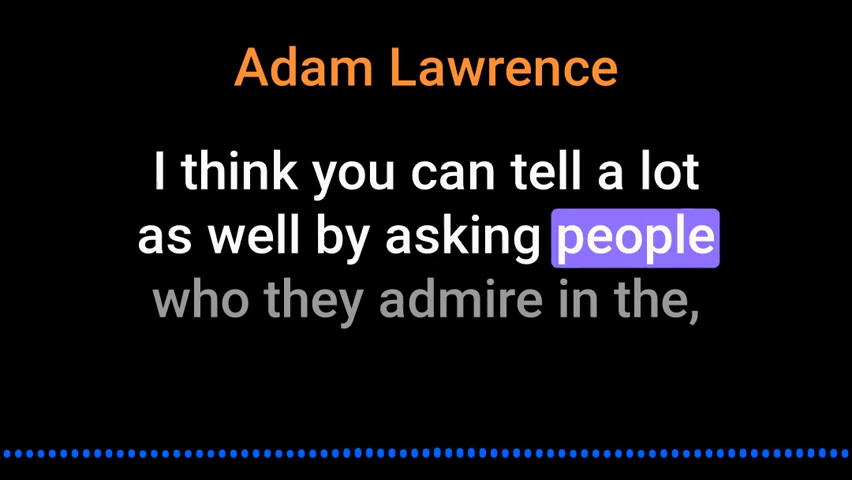 Adam Lawrence
I think you can tell a lot
as well by asking people
who they admire in the,